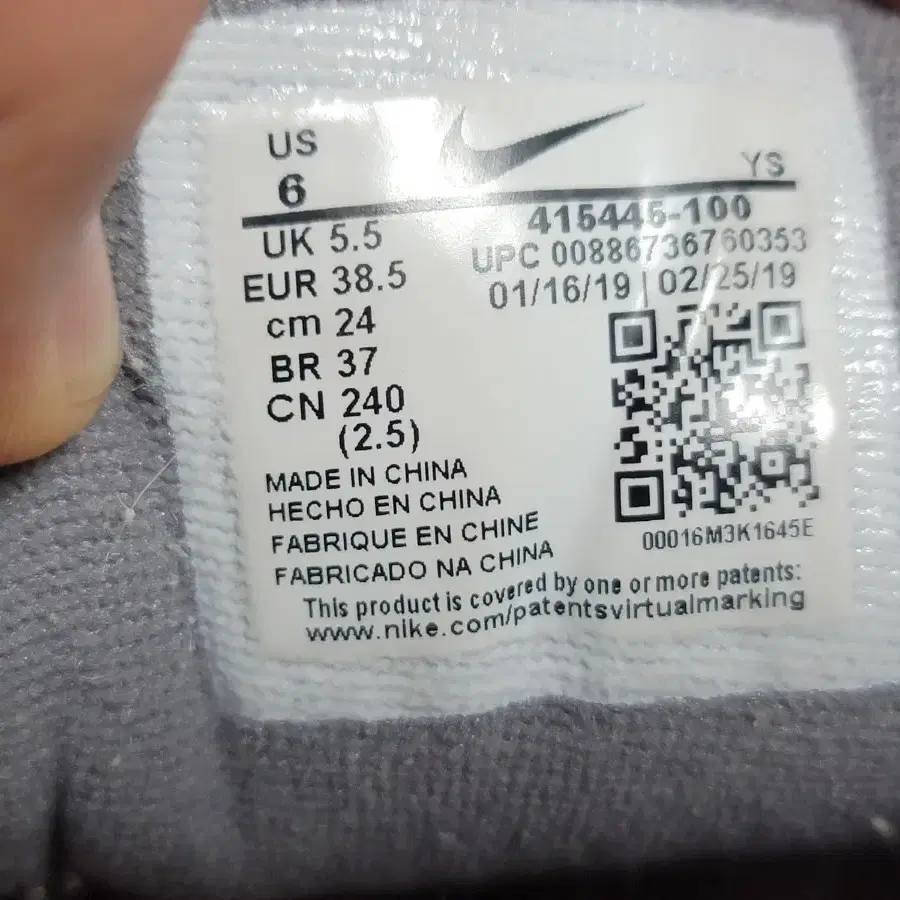 US
6
YS
UK 5.5
EUR 38.5
cm 24
BR 37
CN 240
(2.5)
415445-100
UPC 00886736760353
01/16/19 | 02/25/19
MADE IN CHINA
HECHO EN CHINA
FABRIQUE EN CHINE
FABRICADO NA CHINA
00016M3K1645E
This product is covered by one or more patents:
www.nike.com/patentsvirtualmarking